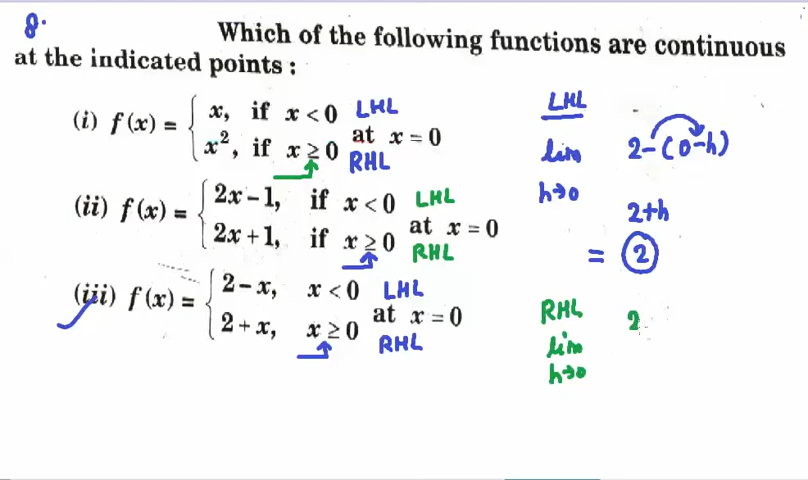 8.
Which of the following functions are continuous
at the indicated points :
(i) f(x) = { x, if x < 0 LHL
x², if x ≥ 0 at x = 0 RHL
(ii) f(x) = { 2x – 1, if x < 0 LHL
2x + 1, if x ≥ 0 at x = 0 RHL
(iii) f(x) = { 2 – x, x < 0 LHL
2 + x, x ≥ 0 at x = 0 RHL
LHL
lim 2-(0-h)
h→0
2+h
= 2
RHL 2
lim
h→0